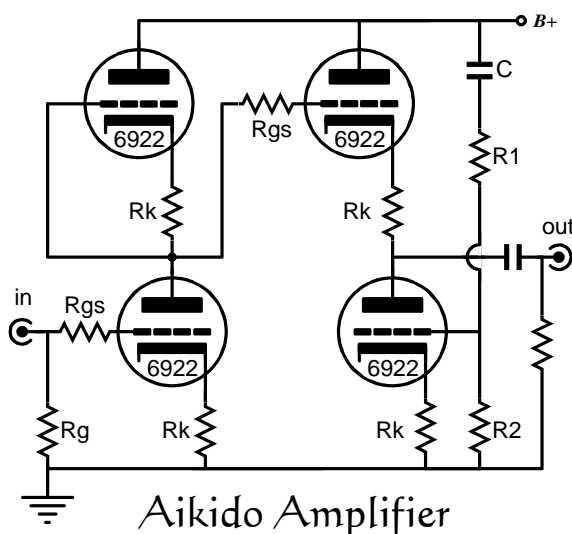 B+
C
6922
Rgs
6922
R1
Rk
Rk
out
in
Rgs
6922
6922
Rg
Rk
Rk
R2
Aikido Amplifier